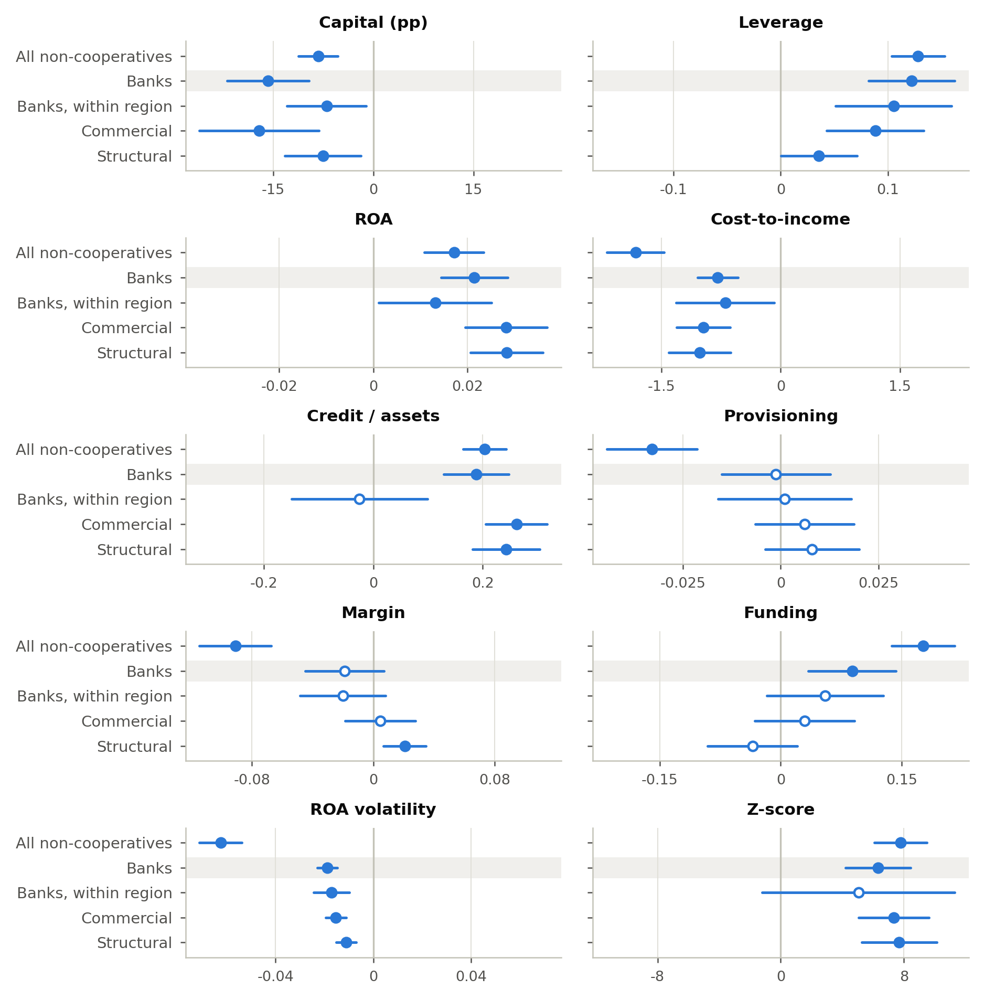 Capital (pp)
Leverage
All non-cooperatives
Banks
Banks, within region
Commercial
Structural
-15 0 15
-0.1 0 0.1
ROA
Cost-to-income
All non-cooperatives
Banks
Banks, within region
Commercial
Structural
-0.02 0 0.02
-1.5 0 1.5
Credit / assets
Provisioning
All non-cooperatives
Banks
Banks, within region
Commercial
Structural
-0.2 0 0.2
-0.025 0 0.025
Margin
Funding
All non-cooperatives
Banks
Banks, within region
Commercial
Structural
-0.08 0 0.08
-0.15 0 0.15
ROA volatility
Z-score
All non-cooperatives
Banks
Banks, within region
Commercial
Structural
-0.04 0 0.04
-8 0 8